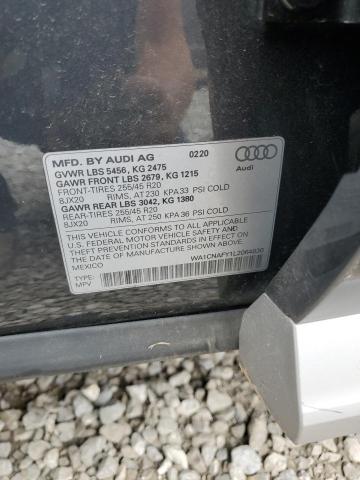 MFD. BY AUDI AG 0220
GVWR LBS 5456, KG 2475
GAWR FRONT LBS 2679, KG 1215
FRONT-TIRES 255/45 R20
8JX20 RIMS, AT 230 KPA 33 PSI COLD
GAWR REAR LBS 3042, KG 1380
REAR-TIRES 255/45 R20
8JX20 RIMS, AT 250 KPA 36 PSI COLD
THIS VEHICLE CONFORMS TO ALL APPLICABLE
U.S. FEDERAL MOTOR VEHICLE SAFETY AND
THEFT PREVENTION STANDARDS IN EFFECT
ON THE DATE OF MANUFACTURE SHOWN ABOVE
MEXICO
Audi
TYPE:
MPV